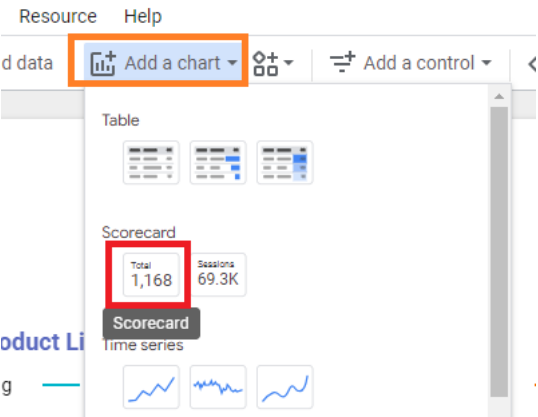 Resource Help
d data Add a chart Add a control
Table
Scorecard
Total
1,168
Sessions
69.3K
Scorecard
oduct Li
Time series
g